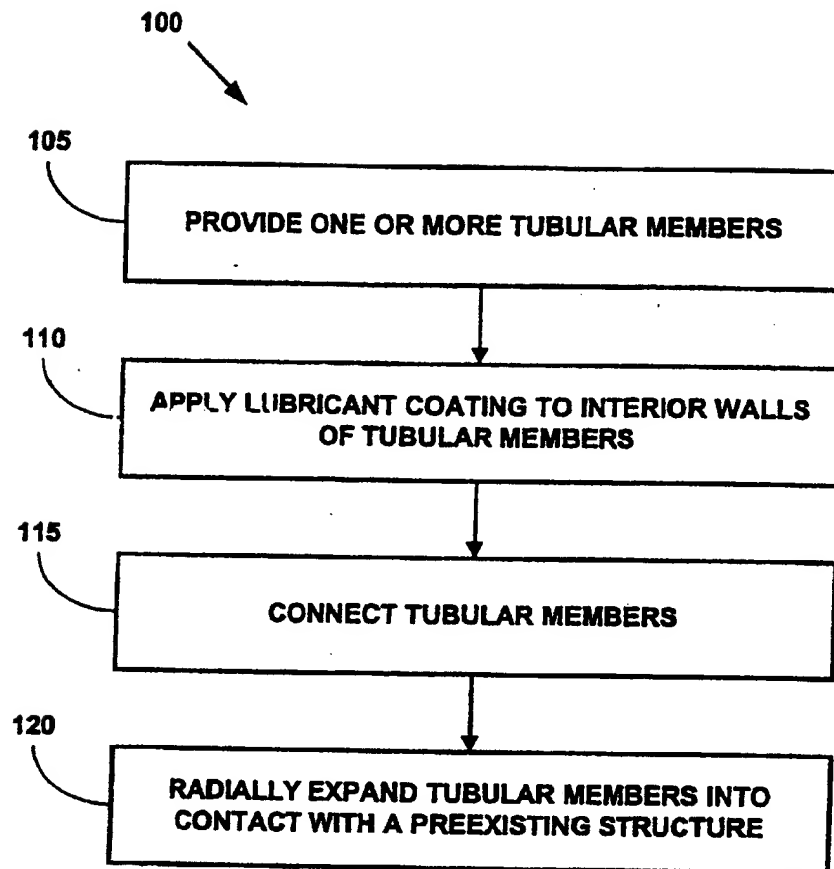 100
105
PROVIDE ONE OR MORE TUBULAR MEMBERS
110
APPLY LUBRICANT COATING TO INTERIOR WALLS
OF TUBULAR MEMBERS
115
CONNECT TUBULAR MEMBERS
120
RADIALLY EXPAND TUBULAR MEMBERS INTO
CONTACT WITH A PREEXISTING STRUCTURE